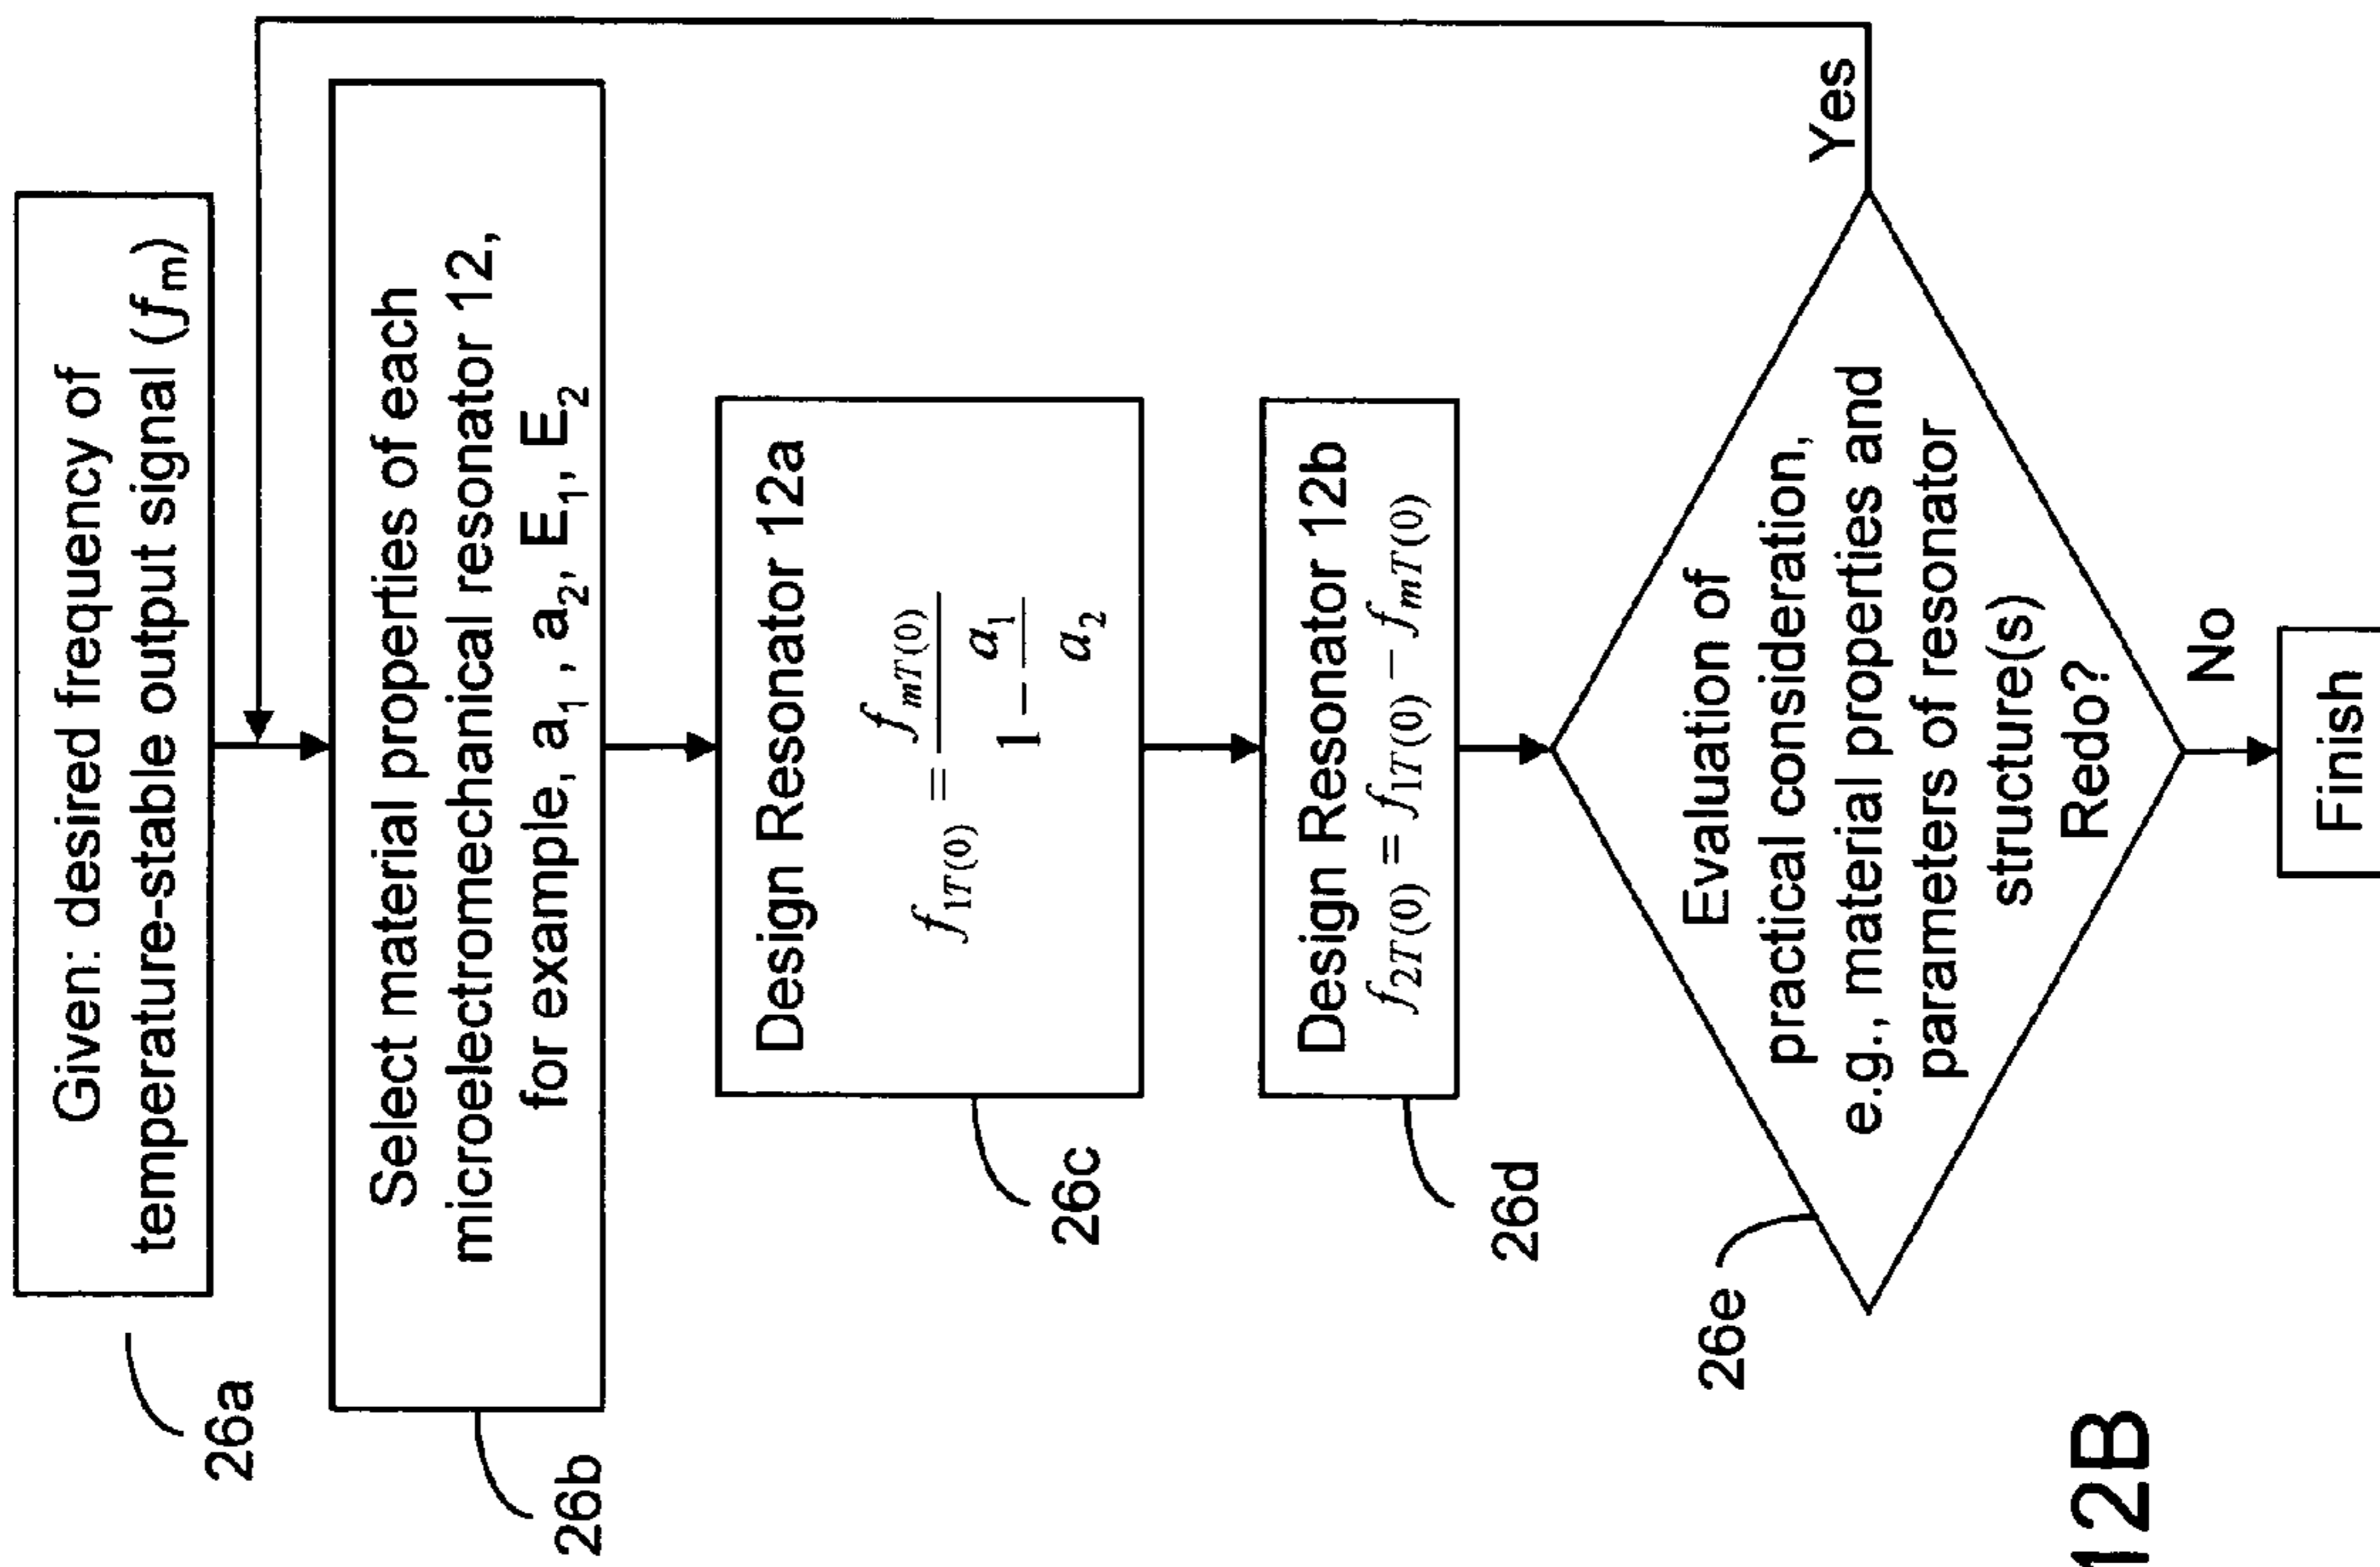 Given: desired frequency of
temperature-stable output signal (fm)
26a
Select material properties of each
microelectromechanical resonator 12,
for example, a₁ , a₂, E₁, E₂
26b
Design Resonator 12a
f₁T(0) = fmT(0) / (1 − a₁ / a₂)
26c
Design Resonator 12b
f₂T(0) = f₁T(0) − fmT(0)
26d
Evaluation of
practical consideration,
e.g., material properties and
parameters of resonator
structure(s)
Redo?
26e
Yes
No
Finish
12B